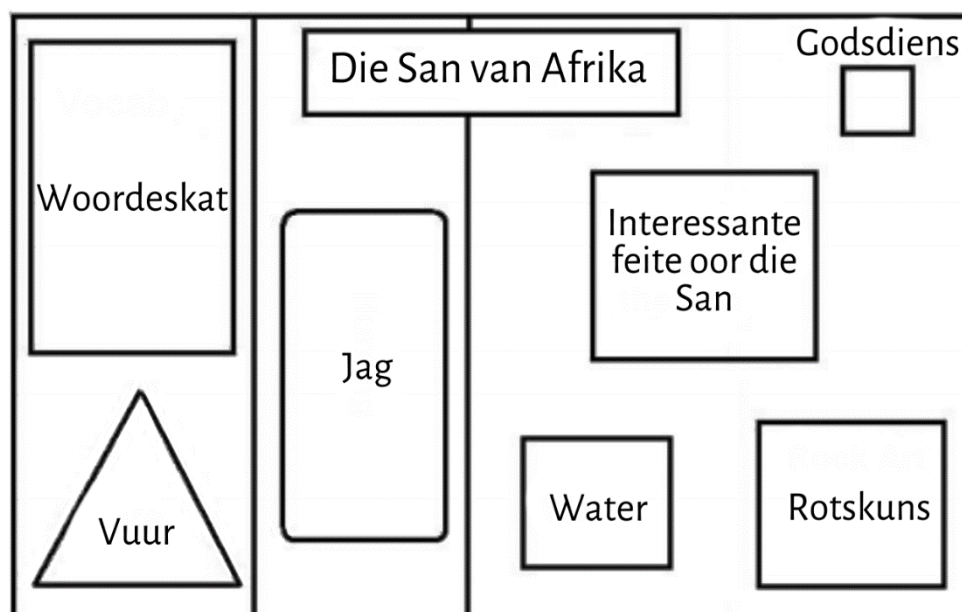 Die San van Afrika
Godsdiens
Woordeskat
Interessante
feite oor die
San
Jag
Vuur
Water
Rotskuns